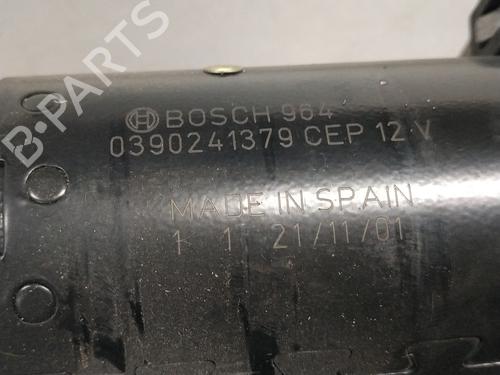 B-PARTS
BOSCH 964
0390241379 CEP 12 V
MADE IN SPAIN
1 1 21/11/01